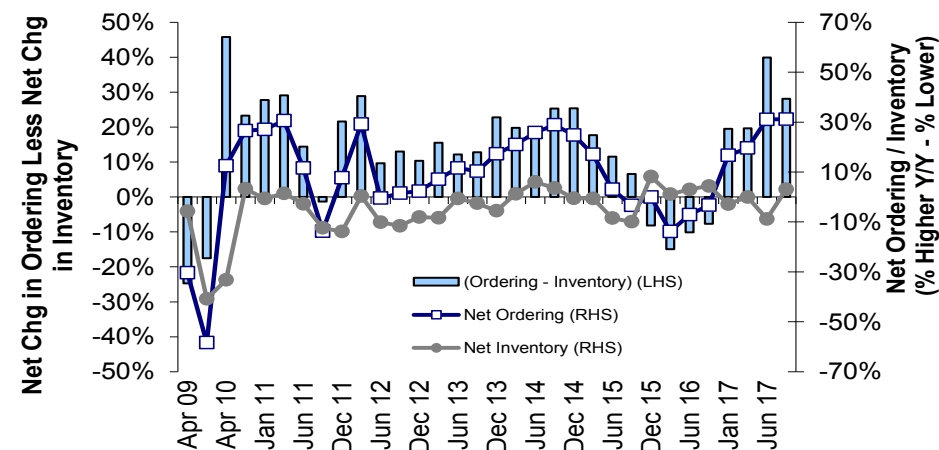 Net Chg in Ordering Less Net Chg
in Inventory
50%
40%
30%
20%
10%
0%
-10%
-20%
-30%
-40%
-50%
70%
50%
30%
10%
-10%
-30%
-50%
-70%
Net Ordering / Inventory
(% Higher Y/Y - % Lower)
(Ordering - Inventory) (LHS)
Net Ordering (RHS)
Net Inventory (RHS)
Apr 09
Apr 10
Jan 11
Jun 11
Dec 11
Jun 12
Dec 12
Jun 13
Dec 13
Jun 14
Dec 14
Jun 15
Dec 15
Jun 16
Jan 17
Jun 17